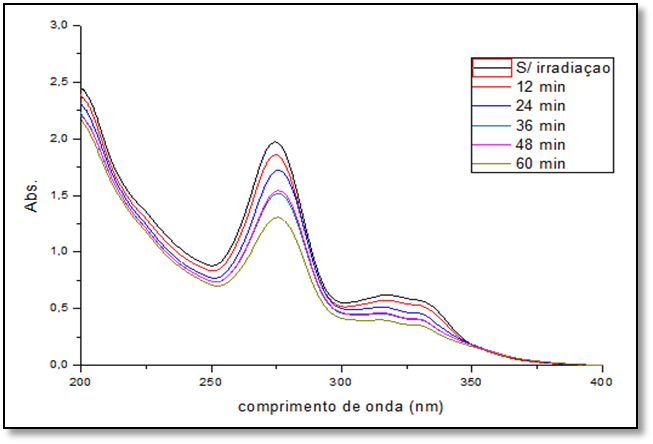 3,0
2,5
2,0
1,5
1,0
0,5
0,0
Abs.
200
250
300
350
400
comprimento de onda (nm)
S/ irradiaçao
12 min
24 min
36 min
48 min
60 min